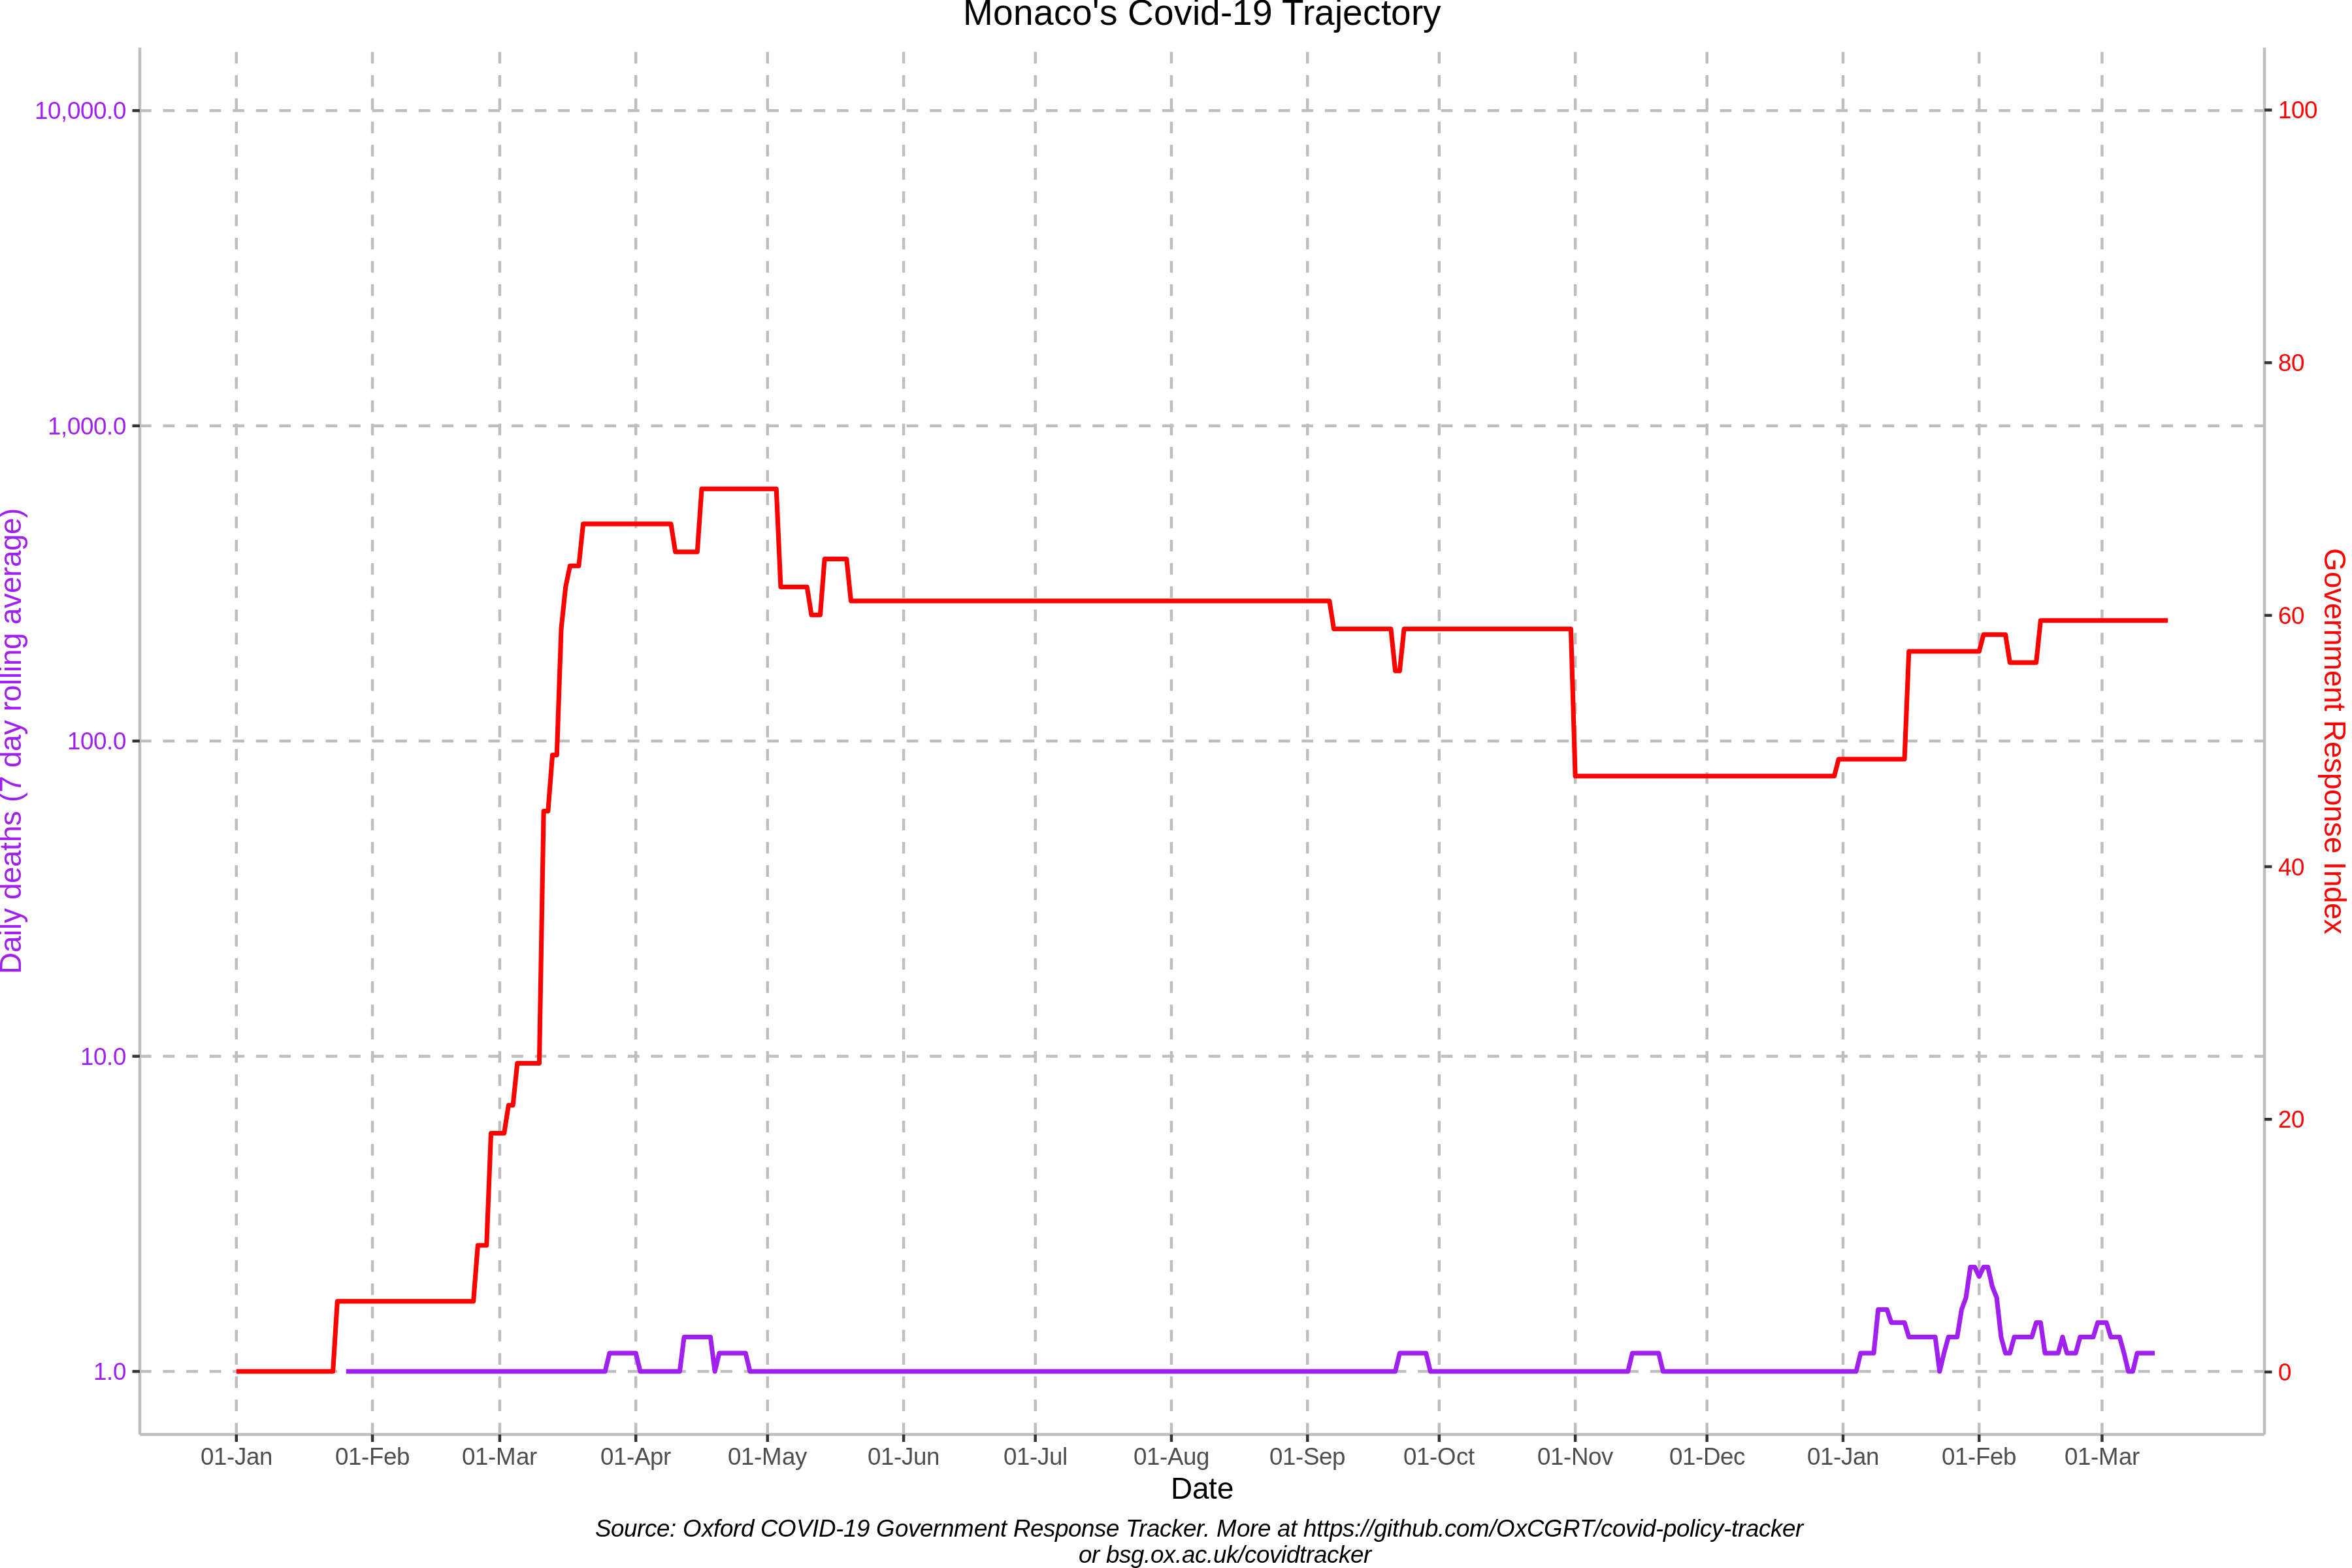 Monaco's Covid-19 Trajectory
10,000.0
1,000.0
100.0
10.0
1.0
Daily deaths (7 day rolling average)
100
80
60
40
20
0
Government Response Index
01-Jan 01-Feb 01-Mar 01-Apr 01-May 01-Jun 01-Jul 01-Aug 01-Sep 01-Oct 01-Nov 01-Dec 01-Jan 01-Feb 01-Mar
Date
Source: Oxford COVID-19 Government Response Tracker. More at https://github.com/OxCGRT/covid-policy-tracker
or bsg.ox.ac.uk/covidtracker